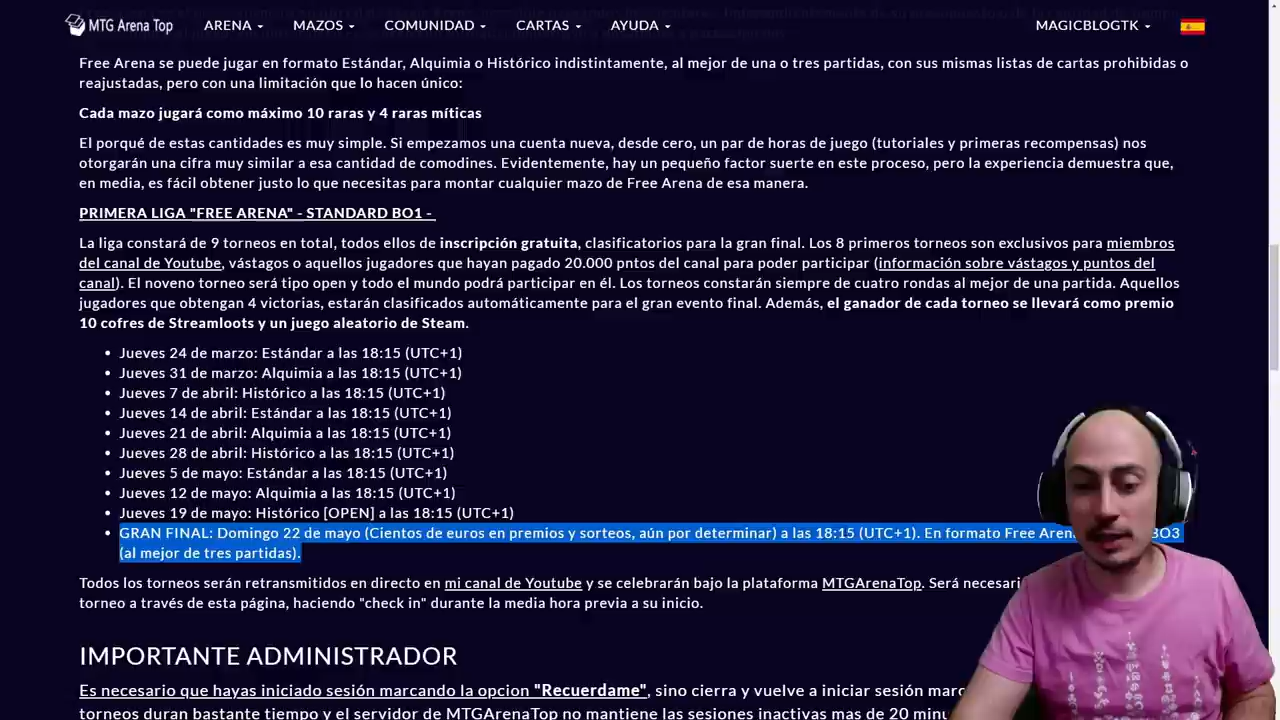 MTG Arena Top ARENA MAZOS COMUNIDAD CARTAS AYUDA MAGICBLOGTK
Free Arena se puede jugar en formato Estándar, Alquimia o Histórico indistintamente, al mejor de una o tres partidas, con sus mismas listas de cartas prohibidas o
reajustadas, pero con una limitación que lo hacen único:
Cada mazo jugará como máximo 10 raras y 4 raras míticas
El porqué de estas cantidades es muy simple. Si empezamos una cuenta nueva, desde cero, un par de horas de juego (tutoriales y primeras recompensas) nos
otorgarán una cifra muy similar a esa cantidad de comodines. Evidentemente, hay un pequeño factor suerte en este proceso, pero la experiencia demuestra que,
en media, es fácil obtener justo lo que necesitas para montar cualquier mazo de Free Arena de esa manera.
PRIMERA LIGA "FREE ARENA" - STANDARD BO1 -
La liga constará de 9 torneos en total, todos ellos de inscripción gratuita, clasificatorios para la gran final. Los 8 primeros torneos son exclusivos para miembros
del canal de Youtube, vástagos o aquellos jugadores que hayan pagado 20.000 pntos del canal para poder participar (información sobre vástagos y puntos del
canal). El noveno torneo será tipo open y todo el mundo podrá participar en él. Los torneos constarán siempre de cuatro rondas al mejor de una partida. Aquellos
jugadores que obtengan 4 victorias, estarán clasificados automáticamente para el gran evento final. Además, el ganador de cada torneo se llevará como premio
10 cofres de Streamloots y un juego aleatorio de Steam.
• Jueves 24 de marzo: Estándar a las 18:15 (UTC+1)
• Jueves 31 de marzo: Alquimia a las 18:15 (UTC+1)
• Jueves 7 de abril: Histórico a las 18:15 (UTC+1)
• Jueves 14 de abril: Estándar a las 18:15 (UTC+1)
• Jueves 21 de abril: Alquimia a las 18:15 (UTC+1)
• Jueves 28 de abril: Histórico a las 18:15 (UTC+1)
• Jueves 5 de mayo: Estándar a las 18:15 (UTC+1)
• Jueves 12 de mayo: Alquimia a las 18:15 (UTC+1)
• Jueves 19 de mayo: Histórico [OPEN] a las 18:15 (UTC+1)
• GRAN FINAL: Domingo 22 de mayo (Cientos de euros en premios y sorteos, aún por determinar) a las 18:15 (UTC+1). En formato Free BO3
(al mejor de tres partidas).
Todos los torneos serán retransmitidos en directo en mi canal de Youtube y se celebrarán bajo la plataforma MTGArenaTop. Será
torneo a través de esta página, haciendo "check in" durante la media hora previa a su inicio.
IMPORTANTE ADMINISTRADOR
Es necesario que hayas iniciado sesión marcando la opcion "Recuerdame", sino cierra y vuelve a iniciar sesión
torneos duran bastante tiempo y el servidor de MTGArenaTop no mantiene las sesiones inactivas mas de 20